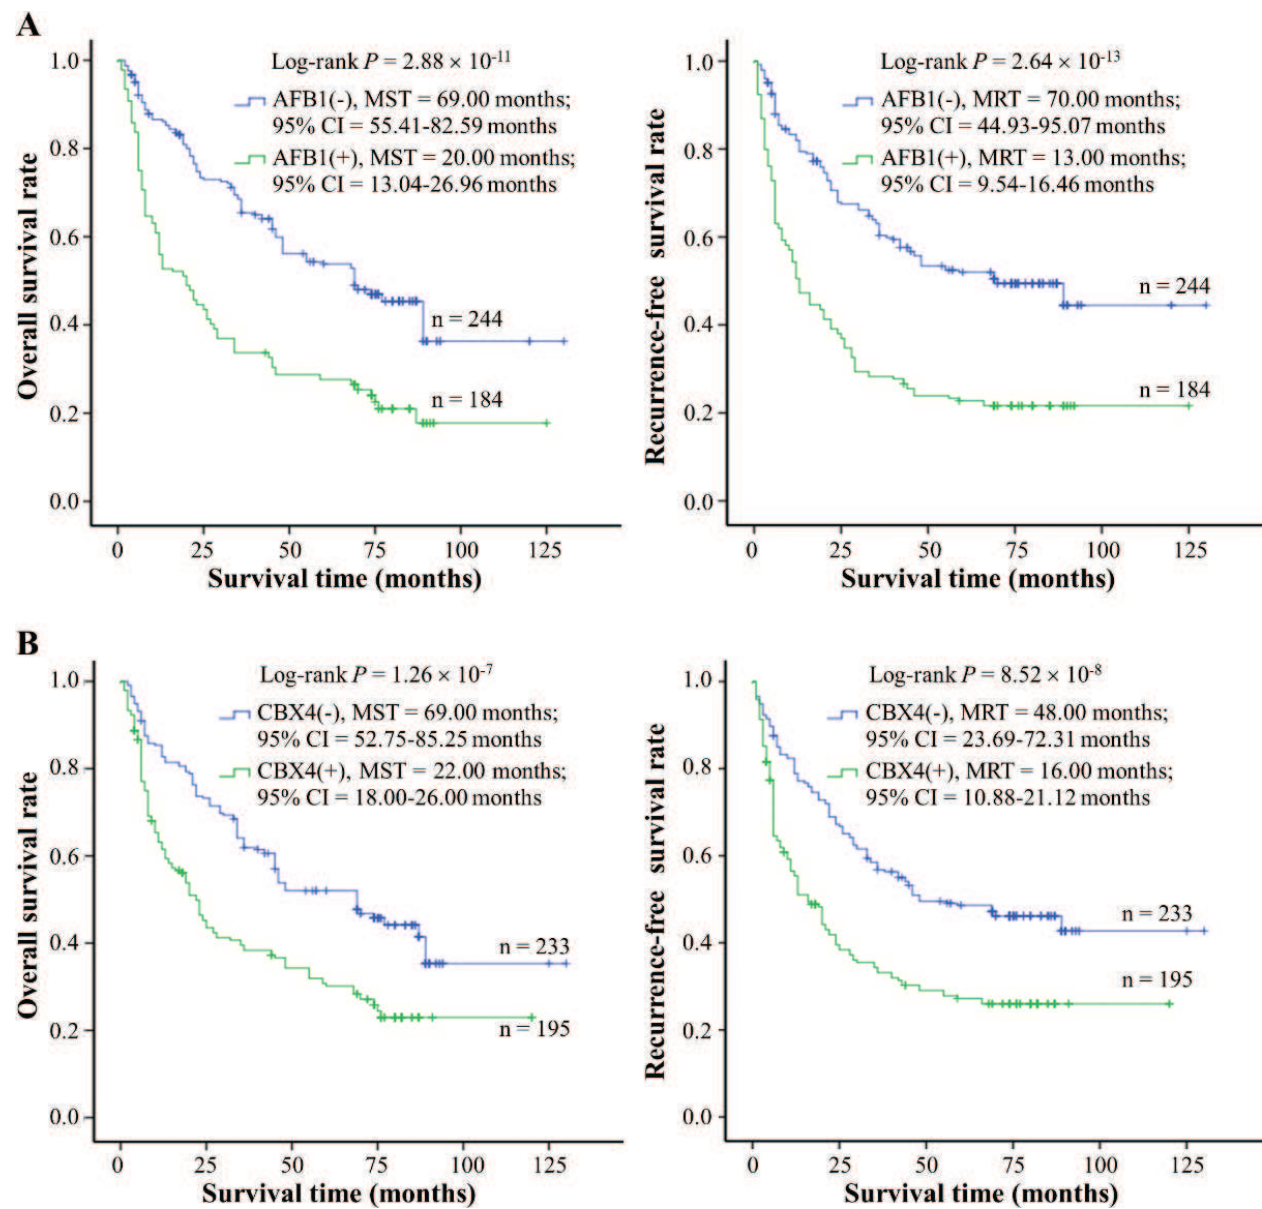 A
Log-rank P = 2.88 × 10-11
AFB1(-), MST = 69.00 months;
95% CI = 55.41-82.59 months
AFB1(+), MST = 20.00 months;
95% CI = 13.04-26.96 months
n = 244
n = 184
Overall survival rate
1.0
0.8
0.6
0.4
0.2
0.0
0 25 50 75 100 125
Survival time (months)
Log-rank P = 2.64 × 10-13
AFB1(-), MRT = 70.00 months;
95% CI = 44.93-95.07 months
AFB1(+), MRT = 13.00 months;
95% CI = 9.54-16.46 months
n = 244
n = 184
Recurrence-free survival rate
1.0
0.8
0.6
0.4
0.2
0.0
0 25 50 75 100 125
Survival time (months)
B
Log-rank P = 1.26 × 10-7
CBX4(-), MST = 69.00 months;
95% CI = 52.75-85.25 months
CBX4(+), MST = 22.00 months;
95% CI = 18.00-26.00 months
n = 233
n = 195
Overall survival rate
1.0
0.8
0.6
0.4
0.2
0.0
0 25 50 75 100 125
Survival time (months)
Log-rank P = 8.52 × 10-8
CBX4(-), MRT = 48.00 months;
95% CI = 23.69-72.31 months
CBX4(+), MRT = 16.00 months;
95% CI = 10.88-21.12 months
n = 233
n = 195
Recurrence-free survival rate
1.0
0.8
0.6
0.4
0.2
0.0
0 25 50 75 100 125
Survival time (months)